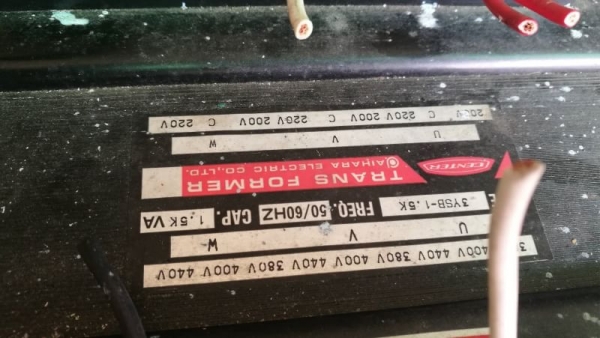 400V 440V 380V 400V 440V 380V 400V 440V
U V W
3YSB-1.5K FREQ. 50/60HZ CAP. 1.5K VA
CENTER TRANS FORMER
AIHARA ELECTRIC CO.,LTD.
U V W
200V C 220V 200V C 220V 200V C 220V